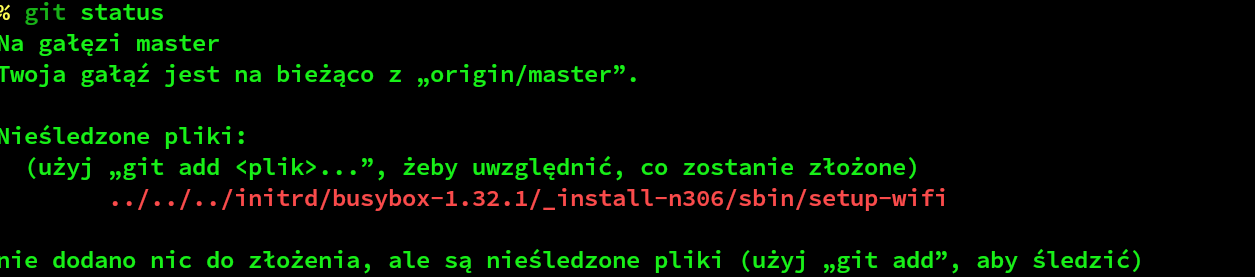 % git status
Na gałęzi master
Twoja gałąź jest na bieżąco z „origin/master”.
Nieśledzone pliki:
(użyj „git add <plik>...”, żeby uwzględnić, co zostanie złożone)
../../../initrd/busybox-1.32.1/_install-n306/sbin/setup-wifi
nie dodano nic do złożenia, ale są nieśledzone pliki (użyj „git add”, aby śledzić)